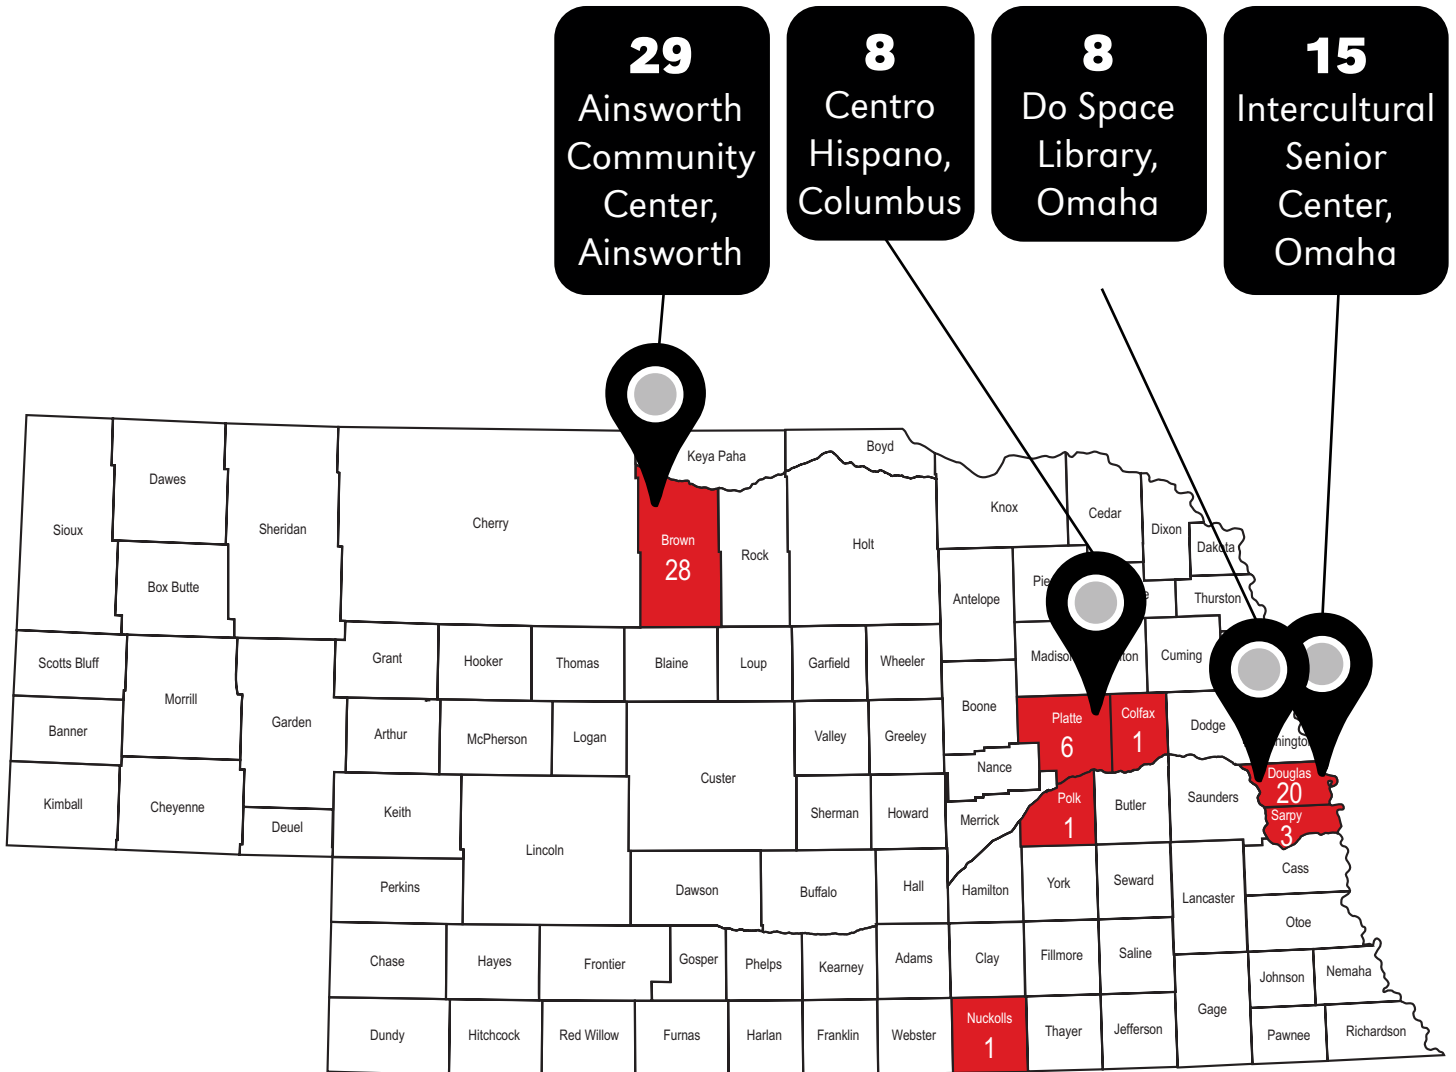 29
Ainsworth
Community
Center,
Ainsworth
8
Centro
Hispano,
Columbus
8
Do Space
Library,
Omaha
15
Intercultural
Senior
Center,
Omaha
Keya Paha
Boyd
Dawes
Sioux
Sheridan
Cherry
Brown
28
Rock
Holt
Knox
Cedar
Dixon
Dakota
Box Butte
Antelope
Pie
e
Thurston
Scotts Bluff
Morrill
Grant
Hooker
Thomas
Blaine
Loup
Garfield
Wheeler
Madison
ton
Cuming
Banner
Garden
Arthur
McPherson
Logan
Valley
Greeley
Boone
Platte
6
Colfax
1
Dodge
hington
Kimball
Cheyenne
Deuel
Keith
Custer
Sherman
Howard
Nance
Merrick
Polk
1
Butler
Saunders
Douglas
20
Sarpy
3
Lincoln
Perkins
Dawson
Buffalo
Hall
Hamilton
York
Seward
Lancaster
Cass
Otoe
Chase
Hayes
Frontier
Gosper
Phelps
Kearney
Adams
Clay
Fillmore
Saline
Johnson
Nemaha
Dundy
Hitchcock
Red Willow
Furnas
Harlan
Franklin
Webster
Nuckolls
1
Thayer
Jefferson
Gage
Pawnee
Richardson